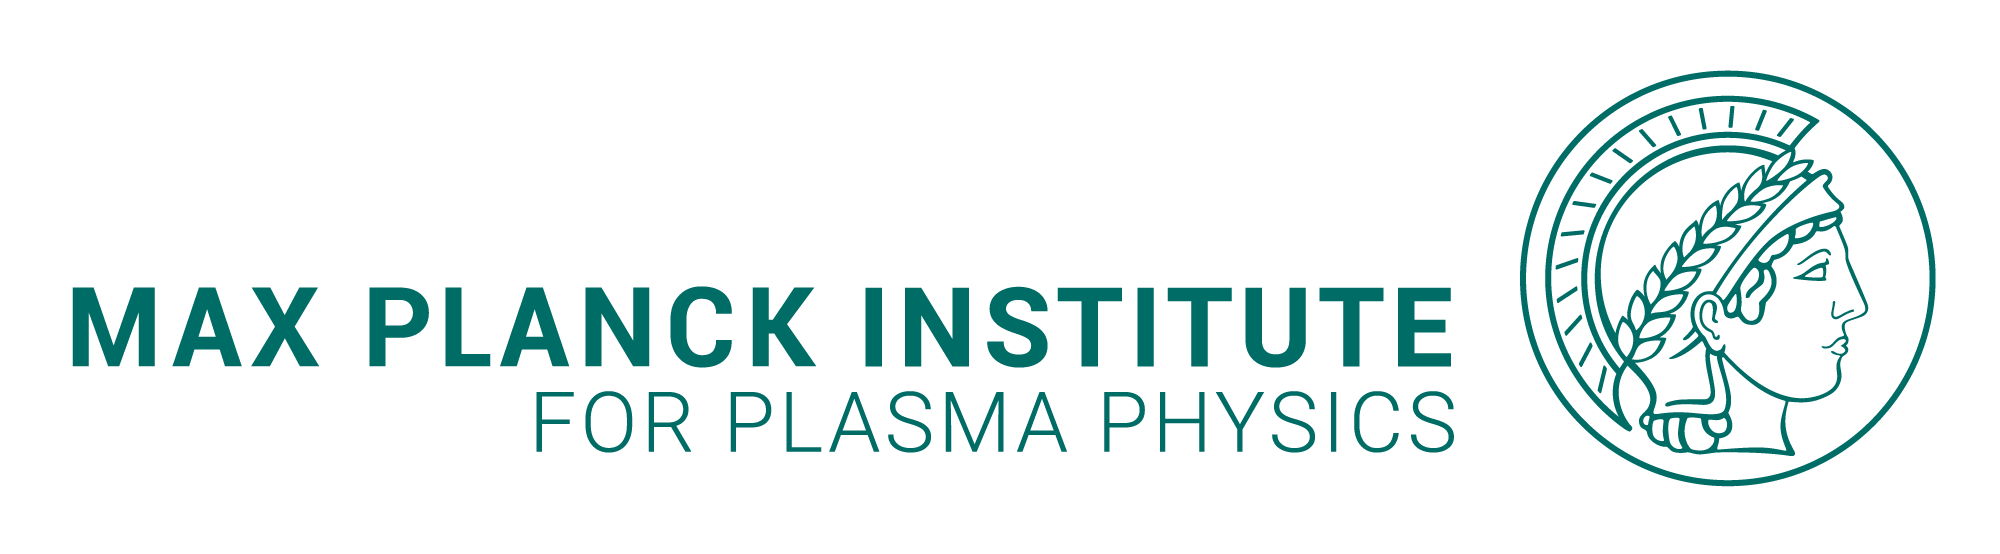 MAX PLANCK INSTITUTE
FOR PLASMA PHYSICS